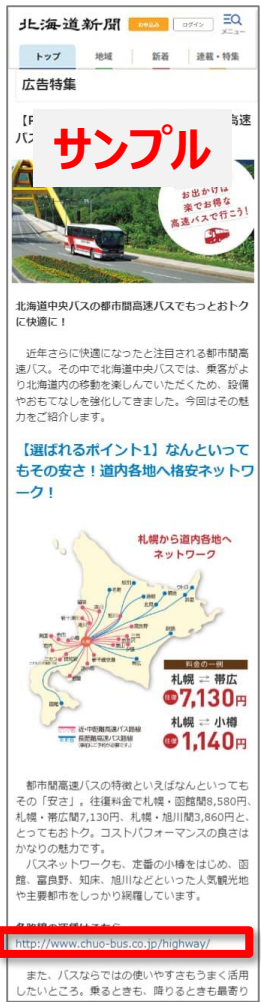 北海道新聞
お申込み
ログイン
メニュー
トップ
地域
新着
連載・特集
広告特集
サンプル
お出かけは
楽でお得な
高速バスで行こう!
北海道中央バスの都市間高速バスでもっとおトク
に快適に！
近年さらに快適になったと注目される都市間高
速バス。その中で北海道中央バスでは、乗客がよ
り北海道内の移動を楽しんでいただくため、設備
やおもてなしを強化してきました。今回はその魅
力をご紹介します。
【選ばれるポイント1】なんといって
もその安さ！道内各地へ格安ネットワ
ーク！
札幌から道内各地へ
ネットワーク
料金の一例
札幌 ⇄ 帯広
往復7,130円
札幌 ⇄ 小樽
往復1,140円
近・中距離高速バス路線
長距離高速バス路線
都市間高速バスの特徴といえばなんといっても
その「安さ」。往復料金で札幌・函館間8,580円、
札幌・帯広間7,130円、札幌・旭川間3,860円と、
とってもおトク。コストパフォーマンスの良さは
かなりの魅力です。
バスネットワークも、定番の小樽をはじめ、函
館、富良野、知床、旭川などといった人気観光地
や主要都市をしっかり網羅しています。
http://www.chuo-bus.co.jp/highway/
また、バスならではの使いやすさもうまく活用
したいところ。乗るときも、降りるときも最寄り